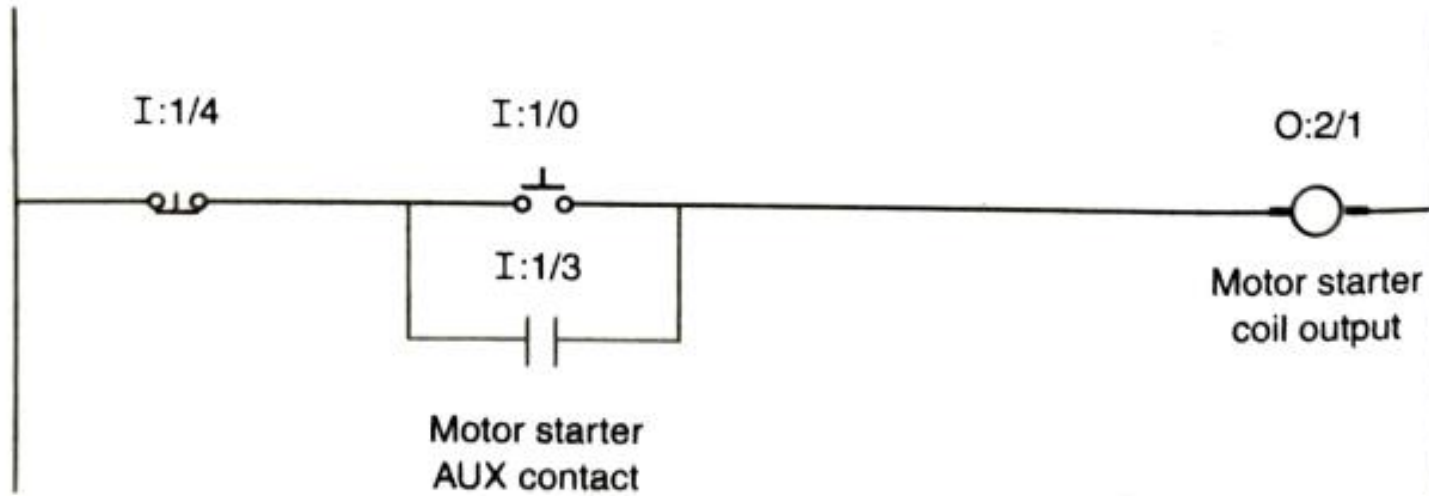 I:1/4
I:1/0
O:2/1
I:1/3
Motor starter
coil output
Motor starter
AUX contact